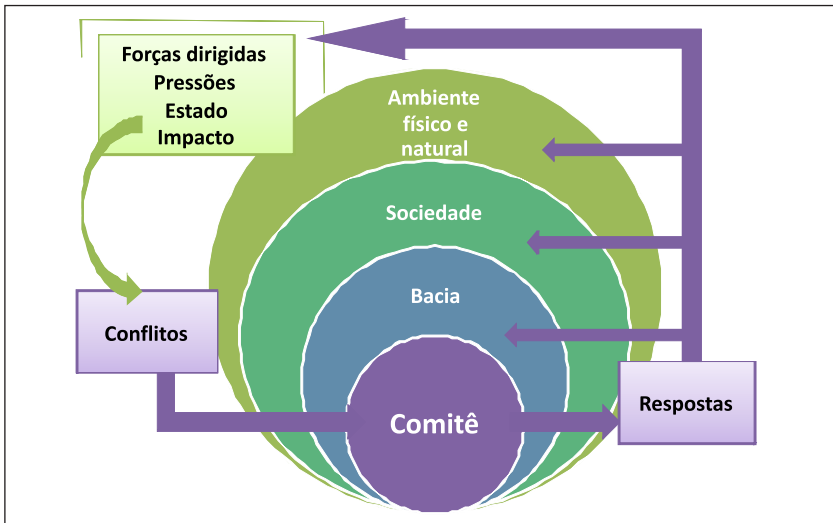 Forças dirigidas
Pressões
Estado
Impacto
Ambiente
físico e
natural
Sociedade
Bacia
Conflitos
Comitê
Respostas